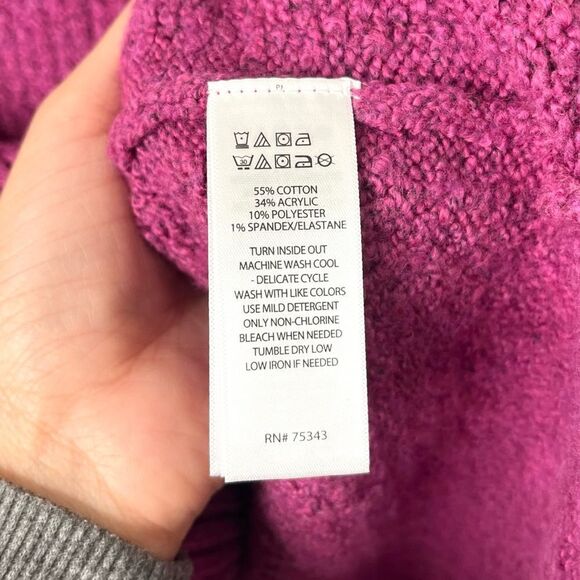 30
55% COTTON
34% ACRYLIC
10% POLYESTER
1% SPANDEX/ELASTANE
TURN INSIDE OUT
MACHINE WASH COOL
- DELICATE CYCLE
WASH WITH LIKE COLORS
USE MILD DETERGENT
ONLY NON-CHLORINE
BLEACH WHEN NEEDED
TUMBLE DRY LOW
LOW IRON IF NEEDED
RN# 75343